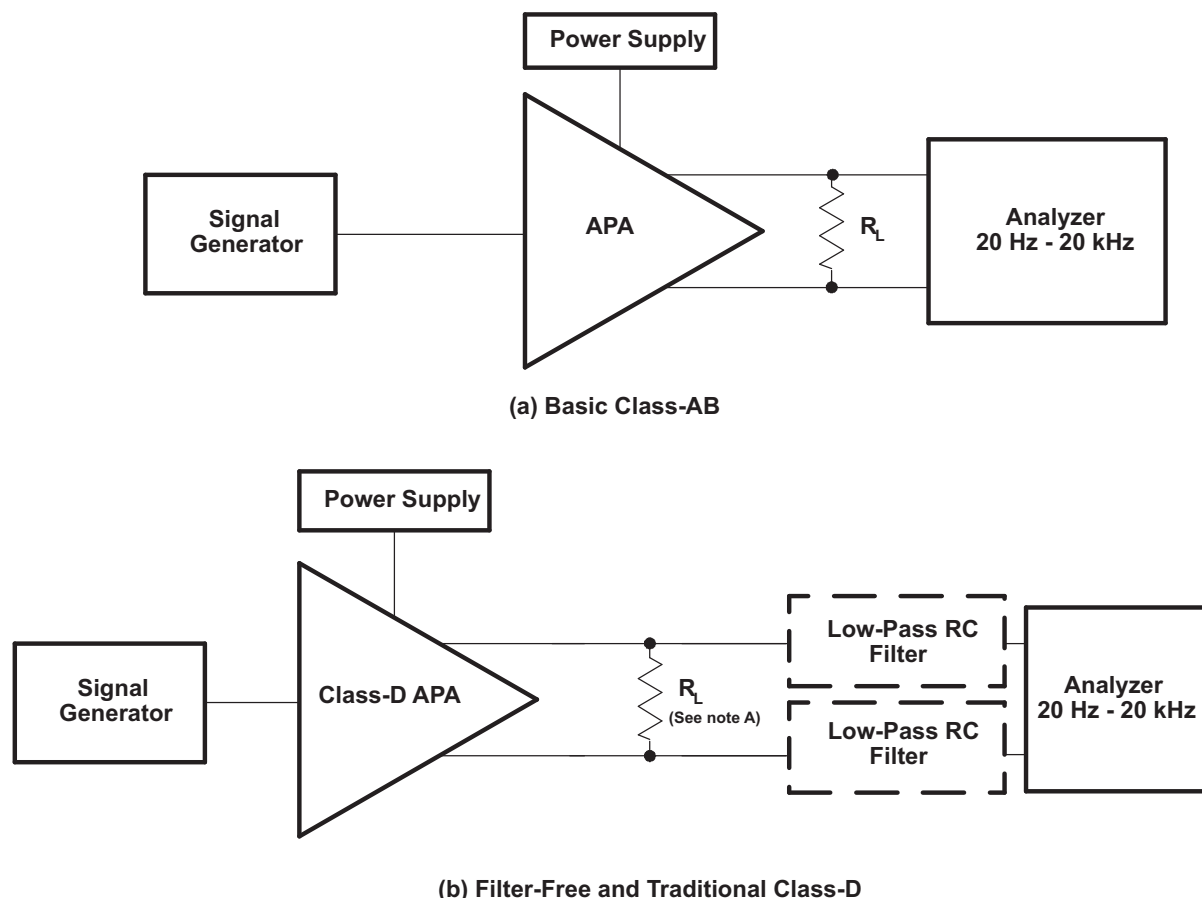 Power Supply
Signal
Generator
APA
R_L
Analyzer
20 Hz - 20 kHz
(a) Basic Class-AB
Power Supply
Signal
Generator
Class-D APA
R_L
(See note A)
Low-Pass RC
Filter
Low-Pass RC
Filter
Analyzer
20 Hz - 20 kHz
(b) Filter-Free and Traditional Class-D